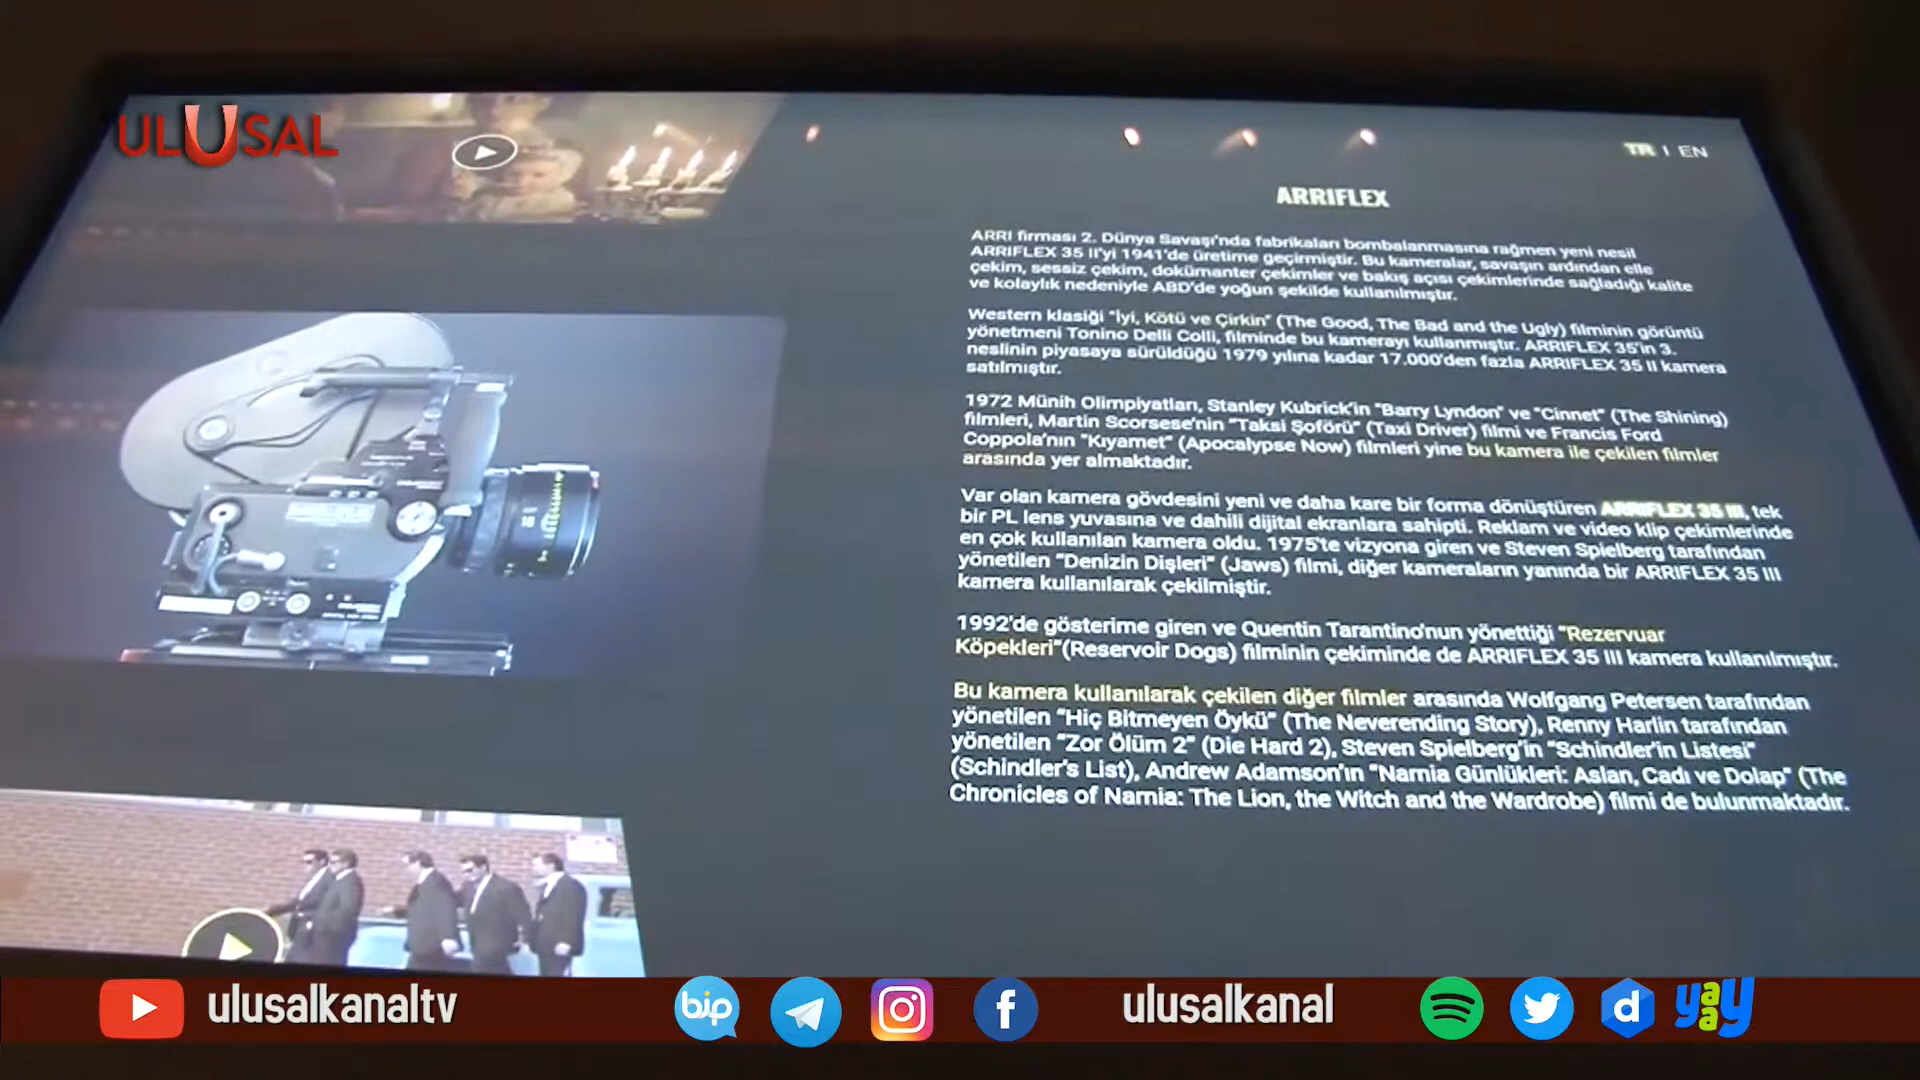 ULUSAL
TR | EN
ARRIFLEX
ARRI firması 2. Dünya Savaşı'nda fabrikaları bombalanmasına rağmen yeni nesil
ARRIFLEX 35 II'yi 1941'de üretime geçirmiştir. Bu kameralar, savaşın ardından elle
çekim, sessiz çekim, dokümanter çekimler ve bakış açısı çekimlerinde sağladığı kalite
ve kolaylık nedeniyle ABD'de yoğun şekilde kullanılmıştır.
Western klasiği "İyi, Kötü ve Çirkin" (The Good, The Bad and the Ugly) filminin görüntü
yönetmeni Tonino Delli Colli, filminde bu kamerayı kullanmıştır. ARRIFLEX 35'in 3.
neslinin piyasaya sürüldüğü 1979 yılına kadar 17.000'den fazla ARRIFLEX 35 II kamera
satılmıştır.
1972 Münih Olimpiyatları, Stanley Kubrick'in "Barry Lyndon" ve "Cinnet" (The Shining)
filmleri, Martin Scorsese'nin "Taksi Şoförü" (Taxi Driver) filmi ve Francis Ford
Coppola'nın "Kıyamet" (Apocalypse Now) filmleri yine bu kamera ile çekilen filmler
arasında yer almaktadır.
Var olan kamera gövdesini yeni ve daha kare bir forma dönüştüren ARRIFLEX 35 III, tek
bir PL lens yuvasına ve dahili dijital ekranlara sahipti. Reklam ve video klip çekimlerinde
en çok kullanılan kamera oldu. 1975'te vizyona giren ve Steven Spielberg tarafından
yönetilen "Denizin Dişleri" (Jaws) filmi, diğer kameraların yanında bir ARRIFLEX 35 III
kamera kullanılarak çekilmiştir.
1992'de gösterime giren ve Quentin Tarantino'nun yönettiği "Rezervuar
Köpekleri"(Reservoir Dogs) filminin çekiminde de ARRIFLEX 35 III kamera kullanılmıştır.
Bu kamera kullanılarak çekilen diğer filmler arasında Wolfgang Petersen tarafından
yönetilen "Hiç Bitmeyen Öykü" (The Neverending Story), Renny Harlin tarafından
yönetilen "Zor Ölüm 2" (Die Hard 2), Steven Spielberg'in "Schindler'in Listesi"
(Schindler's List), Andrew Adamson'ın "Narnia Günlükleri: Aslan, Cadı ve Dolap" (The
Chronicles of Narnia: The Lion, the Witch and the Wardrobe) filmi de bulunmaktadır.
ulusalkanaltv
bip
ulusalkanal
d
yaay